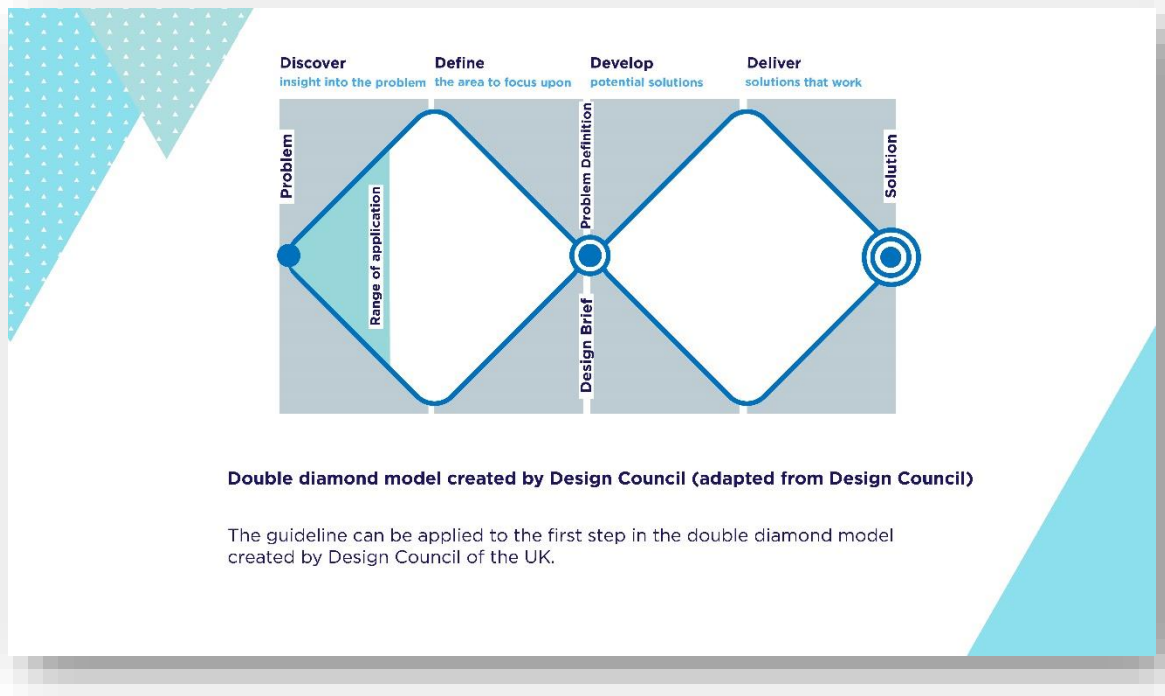 Discover
insight into the problem
Define
the area to focus upon
Develop
potential solutions
Deliver
solutions that work
Problem
Range of application
Problem Definition
Design Brief
Solution
Double diamond model created by Design Council (adapted from Design Council)
The guideline can be applied to the first step in the double diamond model
created by Design Council of the UK.